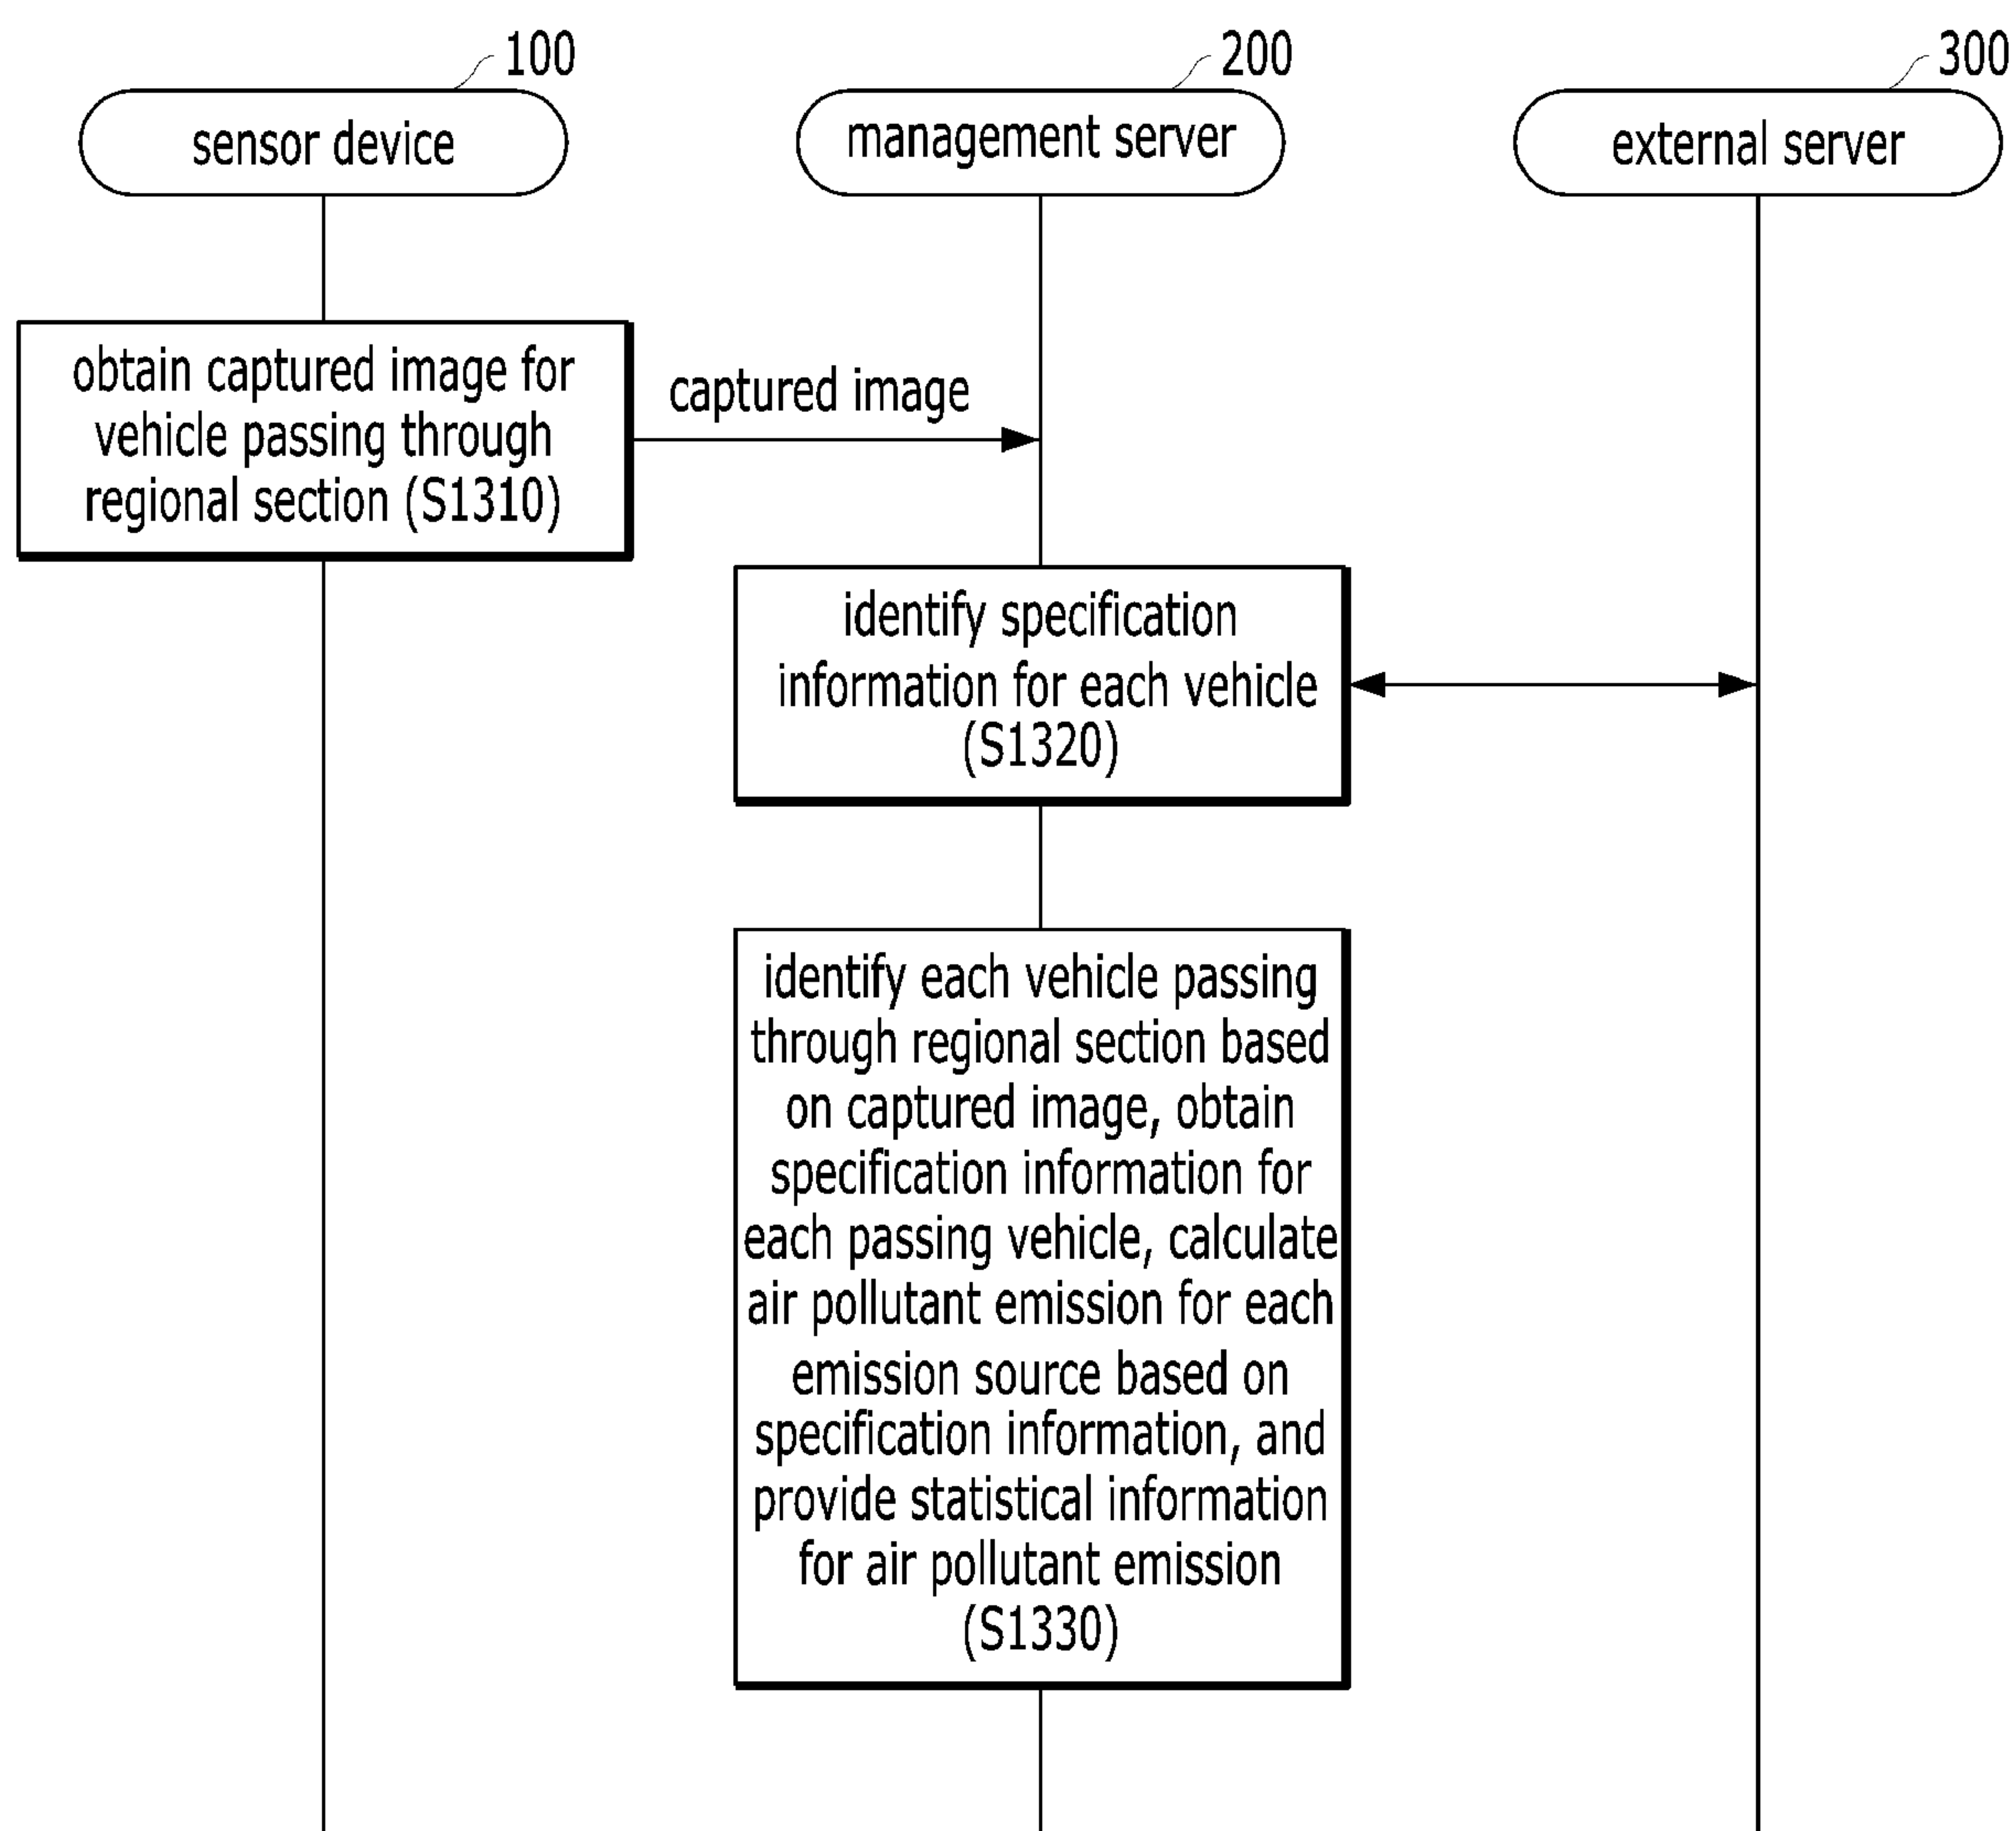 100
200
300
sensor device
management server
external server
obtain captured image for
vehicle passing through
regional section (S1310)
captured image
identify specification
information for each vehicle
(S1320)
identify each vehicle passing
through regional section based
on captured image, obtain
specification information for
each passing vehicle, calculate
air pollutant emission for each
emission source based on
specification information, and
provide statistical information
for air pollutant emission
(S1330)